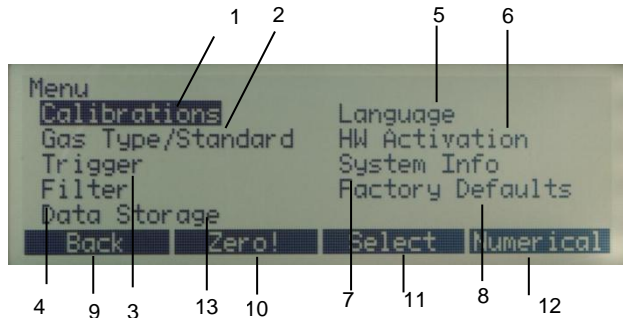 1 2 5 6
Menu
Calibrations Language
Gas Type/Standard HW Activation
Trigger System Info
Filter Factory Defaults
Data Storage
Back Zero! Select Numerical
4 9 3 13 10 7 11 8 12